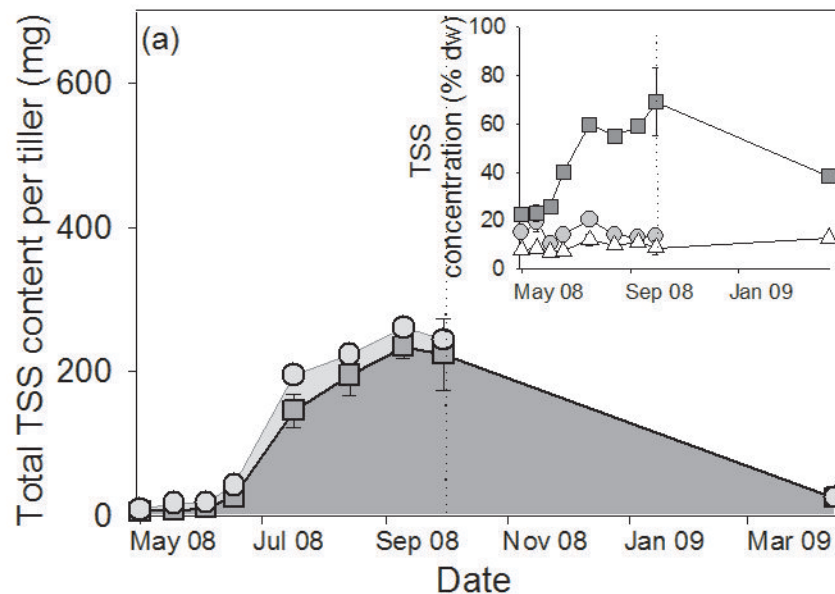 (a)
Total TSS content per tiller (mg)
600
400
200
0
May 08 Jul 08 Sep 08 Nov 08 Jan 09 Mar 09
Date
TSS
concentration (% dw)
100
80
60
40
20
0
May 08 Sep 08 Jan 09